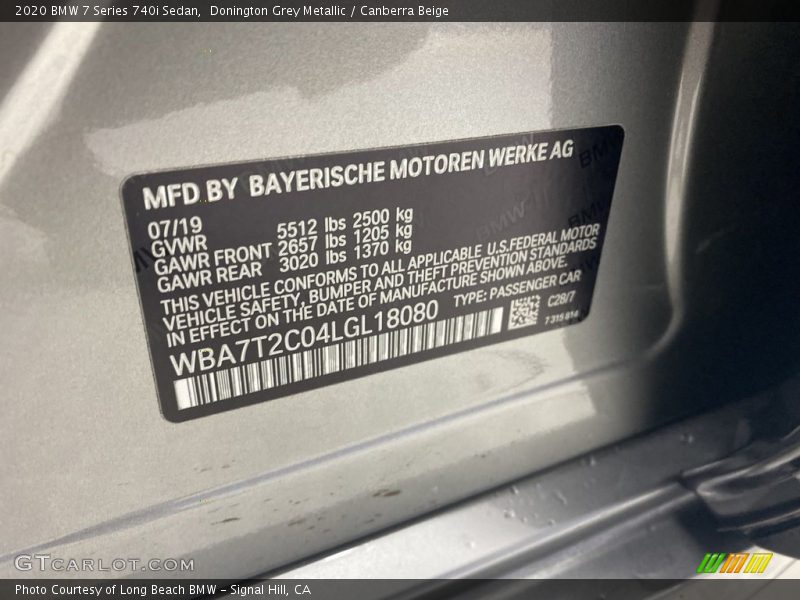 2020 BMW 7 Series 740i Sedan, Donington Grey Metallic / Canberra Beige
MFD BY BAYERISCHE MOTOREN WERKE AG
07/19
GVWR 5512 lbs 2500 kg
GAWR FRONT 2657 lbs 1205 kg
GAWR REAR 3020 lbs 1370 kg
THIS VEHICLE CONFORMS TO ALL APPLICABLE U.S.FEDERAL MOTOR
VEHICLE SAFETY, BUMPER AND THEFT PREVENTION STANDARDS
IN EFFECT ON THE DATE OF MANUFACTURE SHOWN ABOVE.
WBA7T2C04LGL18080 TYPE: PASSENGER CAR
C28/7
7 315 814
GTCARLOT.COM
Photo Courtesy of Long Beach BMW - Signal Hill, CA